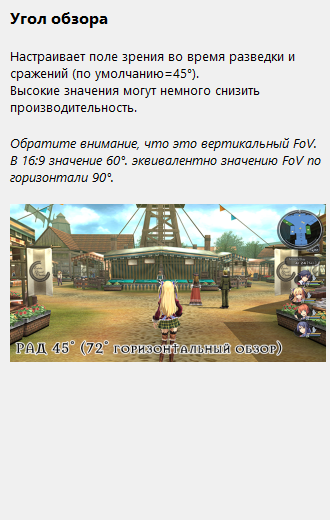 Угол обзора
Настраивает поле зрения во время разведки и
сражений (по умолчанию=45°).
Высокие значения могут немного снизить
производительность.
Обратите внимание, что это вертикальный FoV.
В 16:9 значение 60°. эквивалентно значению FoV по
горизонтали 90°.
РАД 45° (72° горизонтальный обзор)